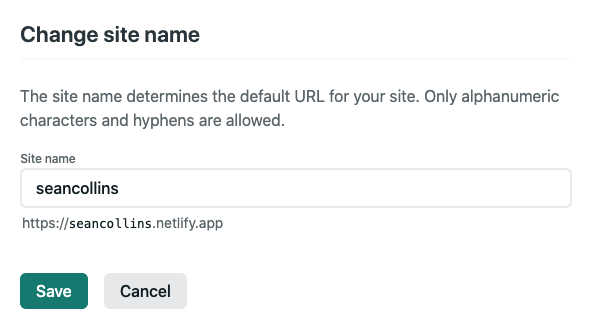 Change site name
The site name determines the default URL for your site. Only alphanumeric
characters and hyphens are allowed.
Site name
seancollins
https://seancollins.netlify.app
Save Cancel